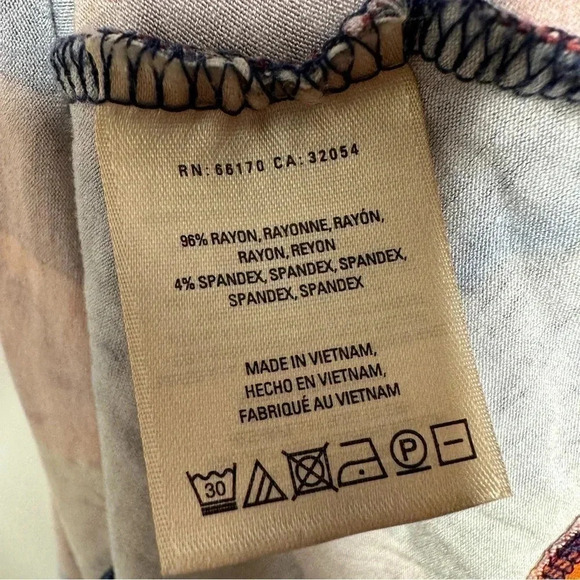 RN: 66170 CA: 32054
96% RAYON, RAYONNE, RAYÓN,
RAYON, REYON
4% SPANDEX, SPANDEX, SPANDEX,
SPANDEX, SPANDEX
MADE IN VIETNAM,
HECHO EN VIETNAM,
FABRIQUÉ AU VIETNAM
30 P